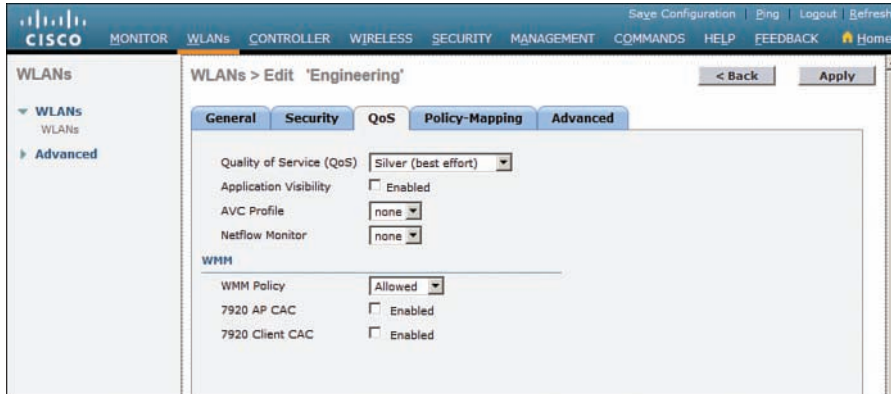 Save Configuration | Ping | Logout | Refresh
CISCO MONITOR WLANs CONTROLLER WIRELESS SECURITY MANAGEMENT COMMANDS HELP FEEDBACK Home
WLANs
WLANs
WLANs
Advanced
WLANs > Edit 'Engineering'
< Back
Apply
General Security QoS Policy-Mapping Advanced
Quality of Service (QoS) Silver (best effort)
Application Visibility Enabled
AVC Profile none
Netflow Monitor none
WMM
WMM Policy Allowed
7920 AP CAC Enabled
7920 Client CAC Enabled